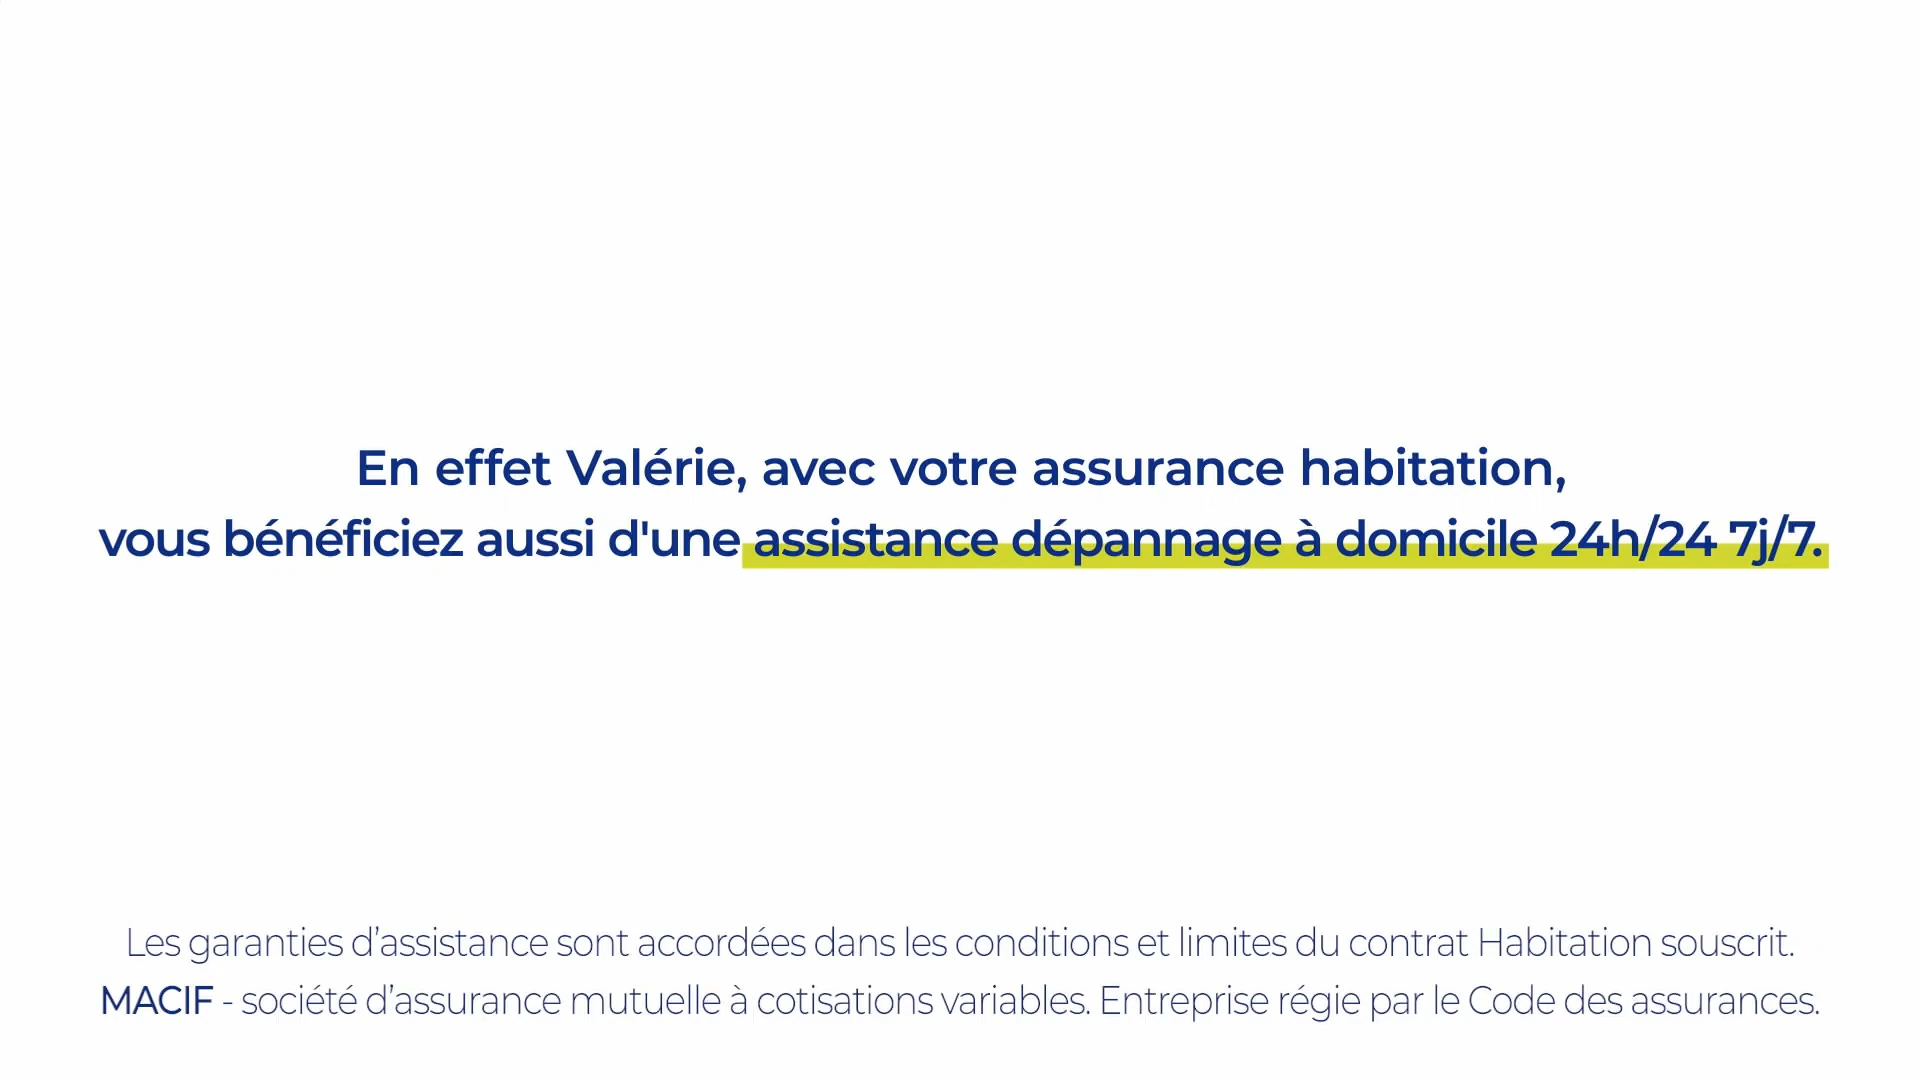 En effet Valérie, avec votre assurance habitation,
vous bénéficiez aussi d'une assistance dépannage à domicile 24h/24 7j/7.
Les garanties d’assistance sont accordées dans les conditions et limites du contrat Habitation souscrit.
MACIF - société d’assurance mutuelle à cotisations variables. Entreprise régie par le Code des assurances.